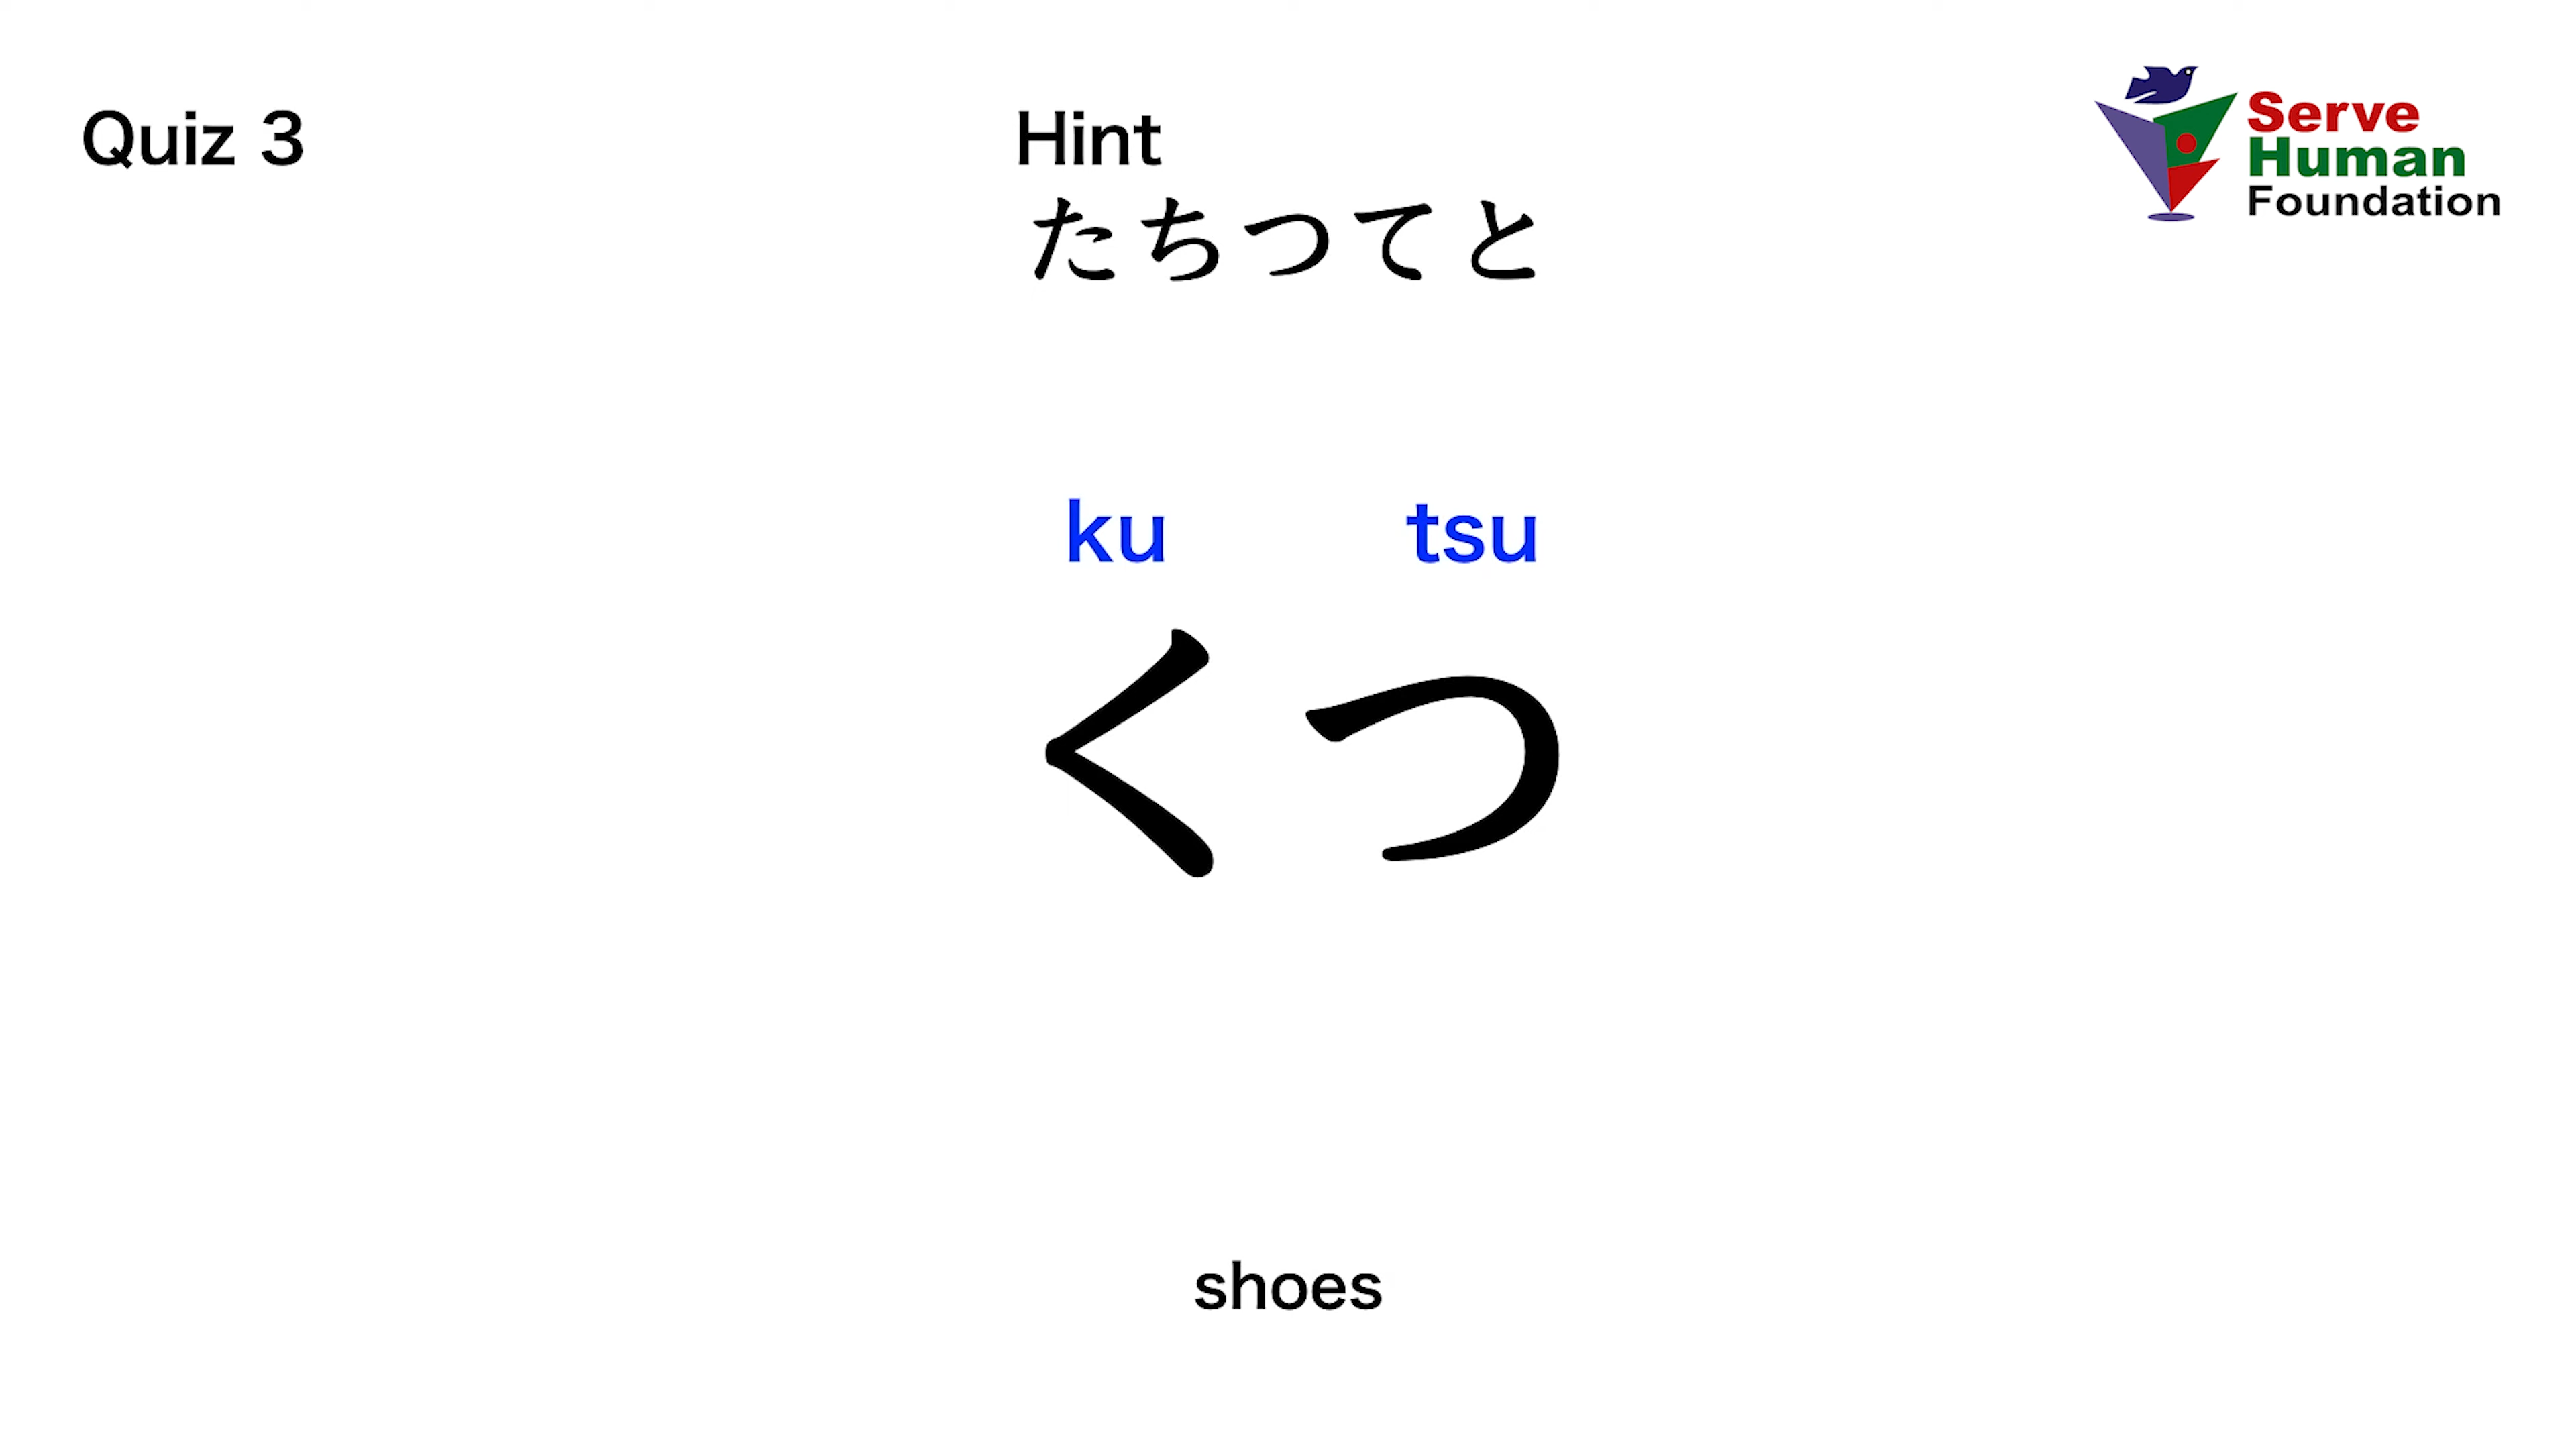 Quiz 3
Hint
たちつてと
Serve
Human
Foundation
ku tsu
くつ
shoes